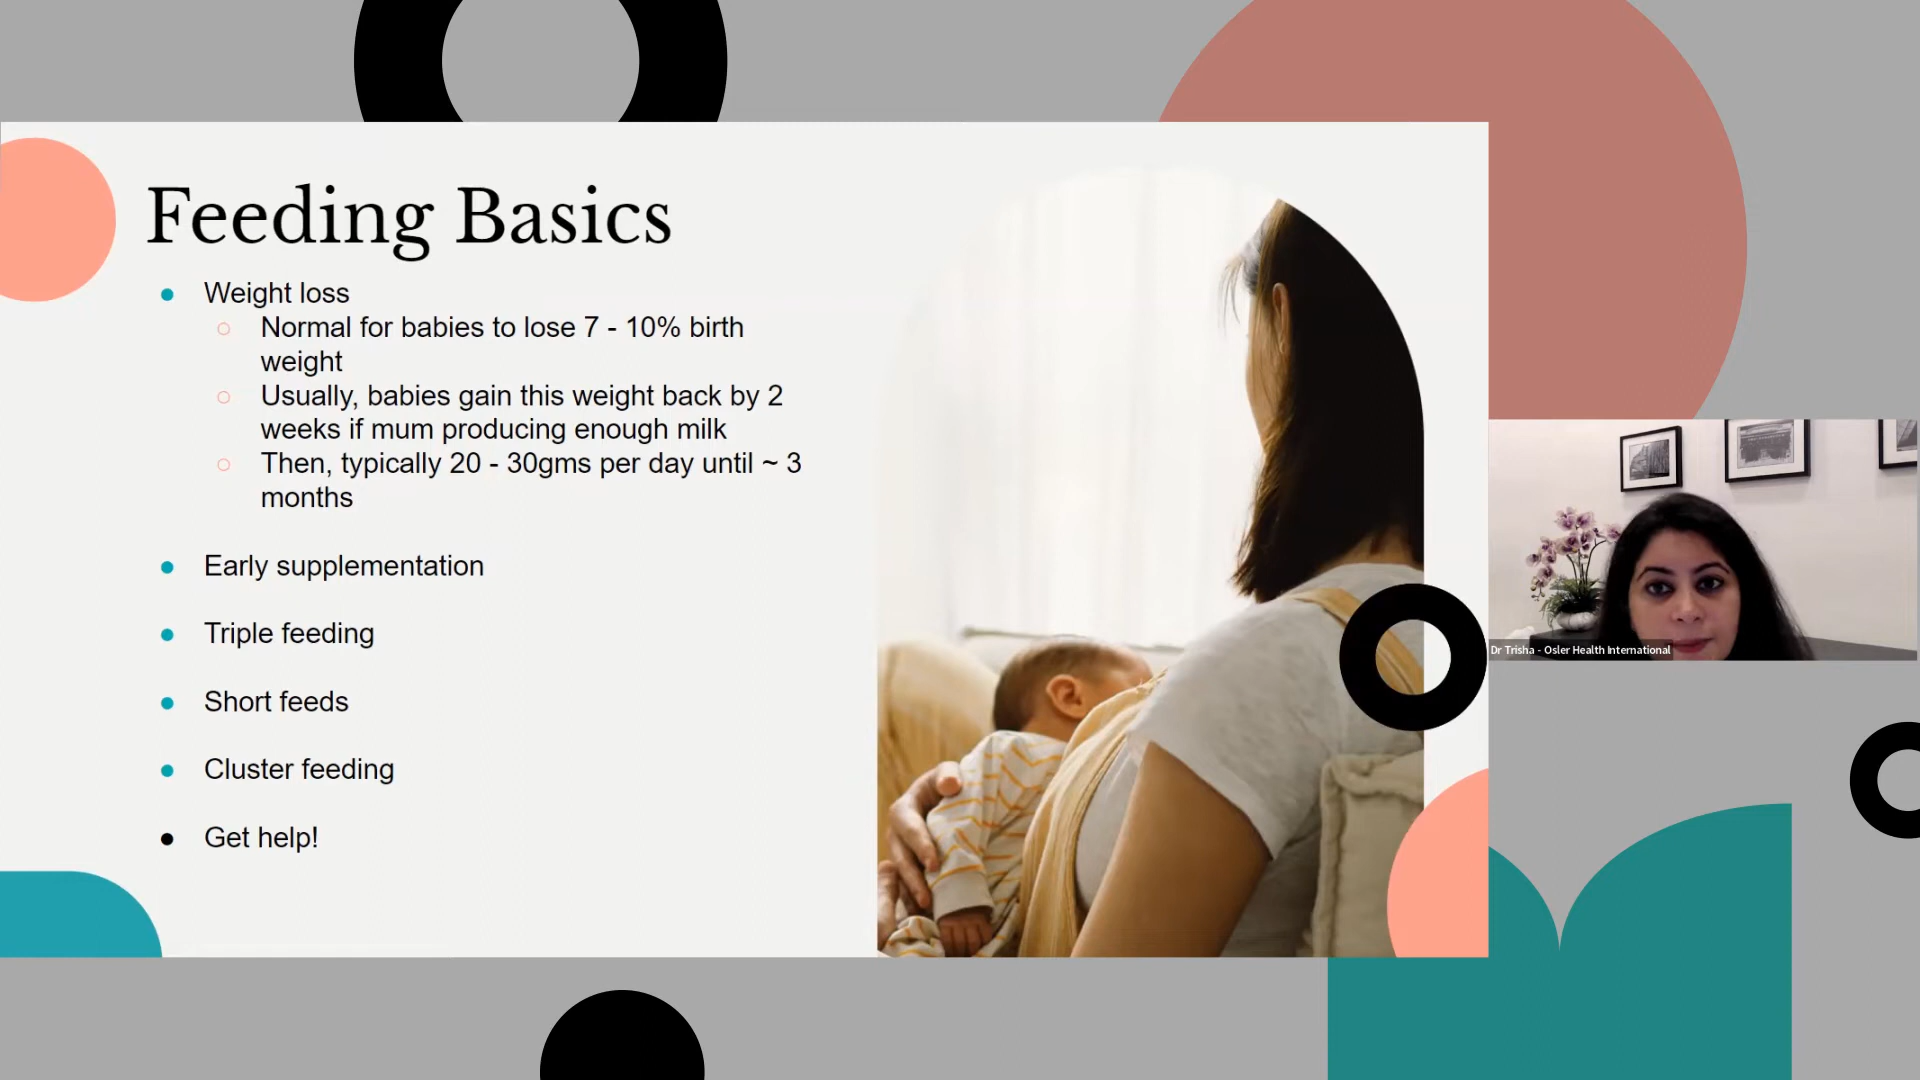 Feeding Basics
Weight loss
Normal for babies to lose 7 - 10% birth
weight
Usually, babies gain this weight back by 2
weeks if mum producing enough milk
Then, typically 20 - 30gms per day until ~ 3
months
Early supplementation
Triple feeding
Short feeds
Cluster feeding
Get help!
Dr Trisha - Osler Health International